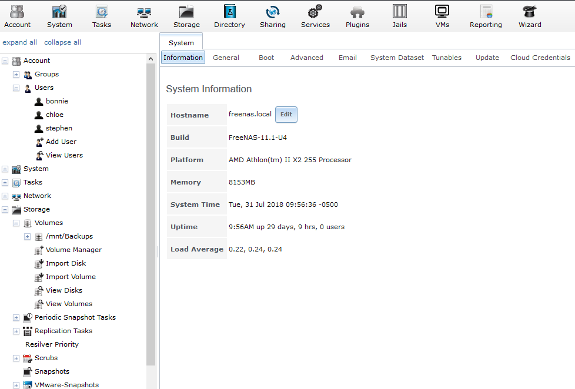 Account System Tasks Network Storage Directory Sharing Services Plugins Jails VMs Reporting Wizard
expand all collapse all
System
Information General Boot Advanced Email System Dataset Tunables Update Cloud Credentials
Account
Groups
Users
bonnie
chloe
stephen
Add User
View Users
System
Tasks
Network
Storage
Volumes
/mnt/Backups
Volume Manager
Import Disk
Import Volume
View Disks
View Volumes
Periodic Snapshot Tasks
Replication Tasks
Resilver Priority
Scrubs
Snapshots
VMware-Snapshots
System Information
Hostname freenas.local Edit
Build FreeNAS-11.1-U4
Platform AMD Athlon(tm) II X2 255 Processor
Memory 8153MB
System Time Tue, 31 Jul 2018 09:56:36 -0500
Uptime 9:56AM up 29 days, 9 hrs, 0 users
Load Average 0.22, 0.24, 0.24